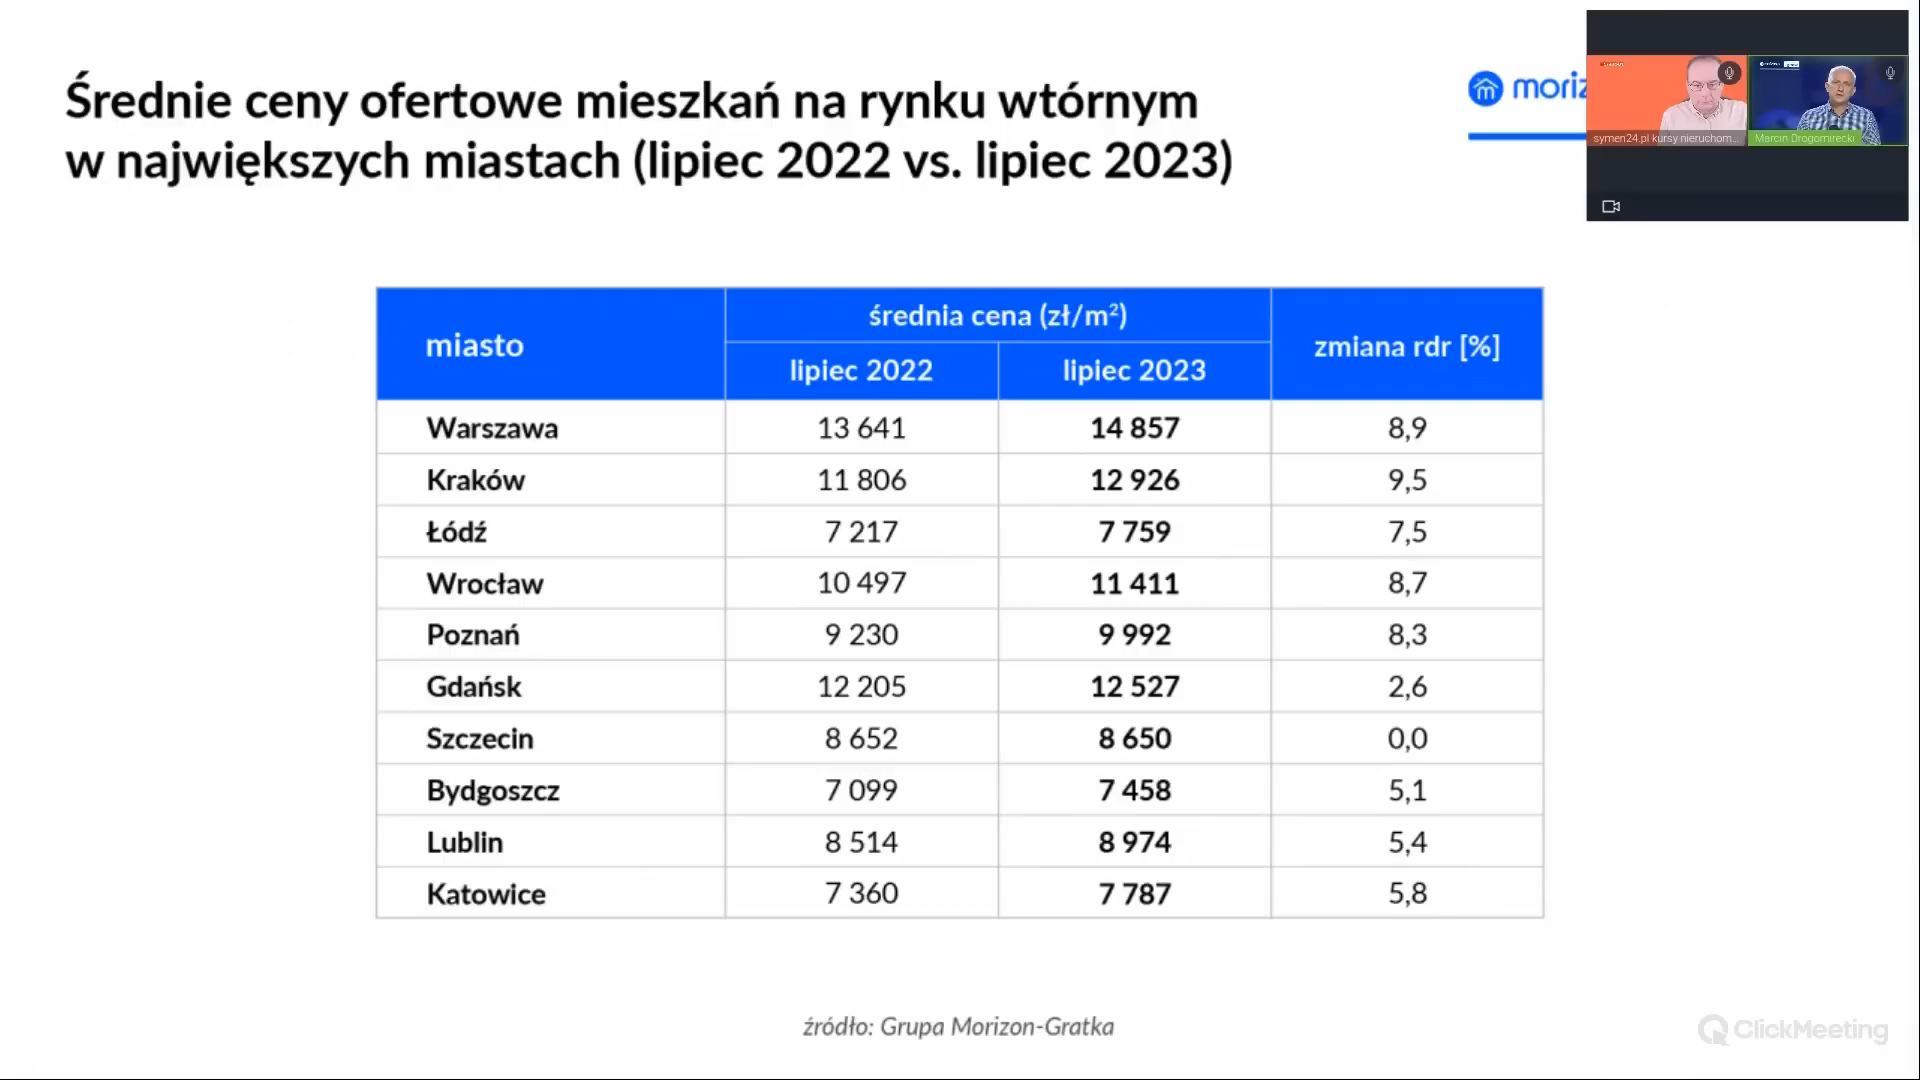 Średnie ceny ofertowe mieszkań na rynku wtórnym
w największych miastach (lipiec 2022 vs. lipiec 2023)
symen24.pl kursy nieruchom...
Marcin Drogomirecki
miasto
średnia cena (zł/m²)
zmiana rdr [%]
lipiec 2022
lipiec 2023
Warszawa 13 641 14 857 8,9
Kraków 11 806 12 926 9,5
Łódź 7 217 7 759 7,5
Wrocław 10 497 11 411 8,7
Poznań 9 230 9 992 8,3
Gdańsk 12 205 12 527 2,6
Szczecin 8 652 8 650 0,0
Bydgoszcz 7 099 7 458 5,1
Lublin 8 514 8 974 5,4
Katowice 7 360 7 787 5,8
źródło: Grupa Morizon-Gratka
ClickMeeting